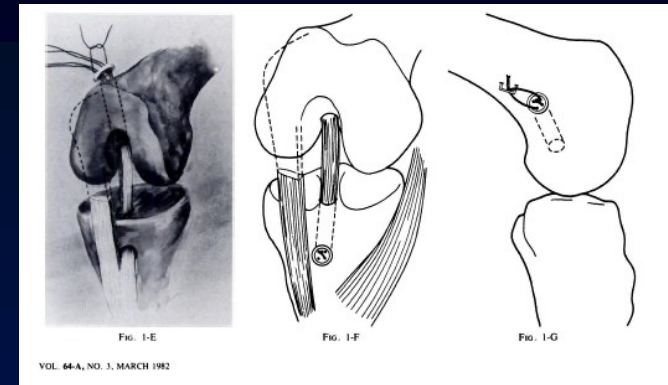 FIG. 1-E
FIG. 1-F
FIG. 1-G
VOL. 64-A, NO. 3, MARCH 1982